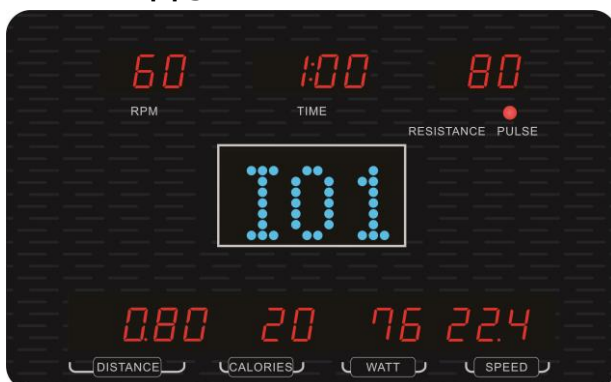 60 1:00 80
RPM TIME
RESISTANCE PULSE
I01
0.80 20 76 22.4
DISTANCE CALORIES WATT SPEED